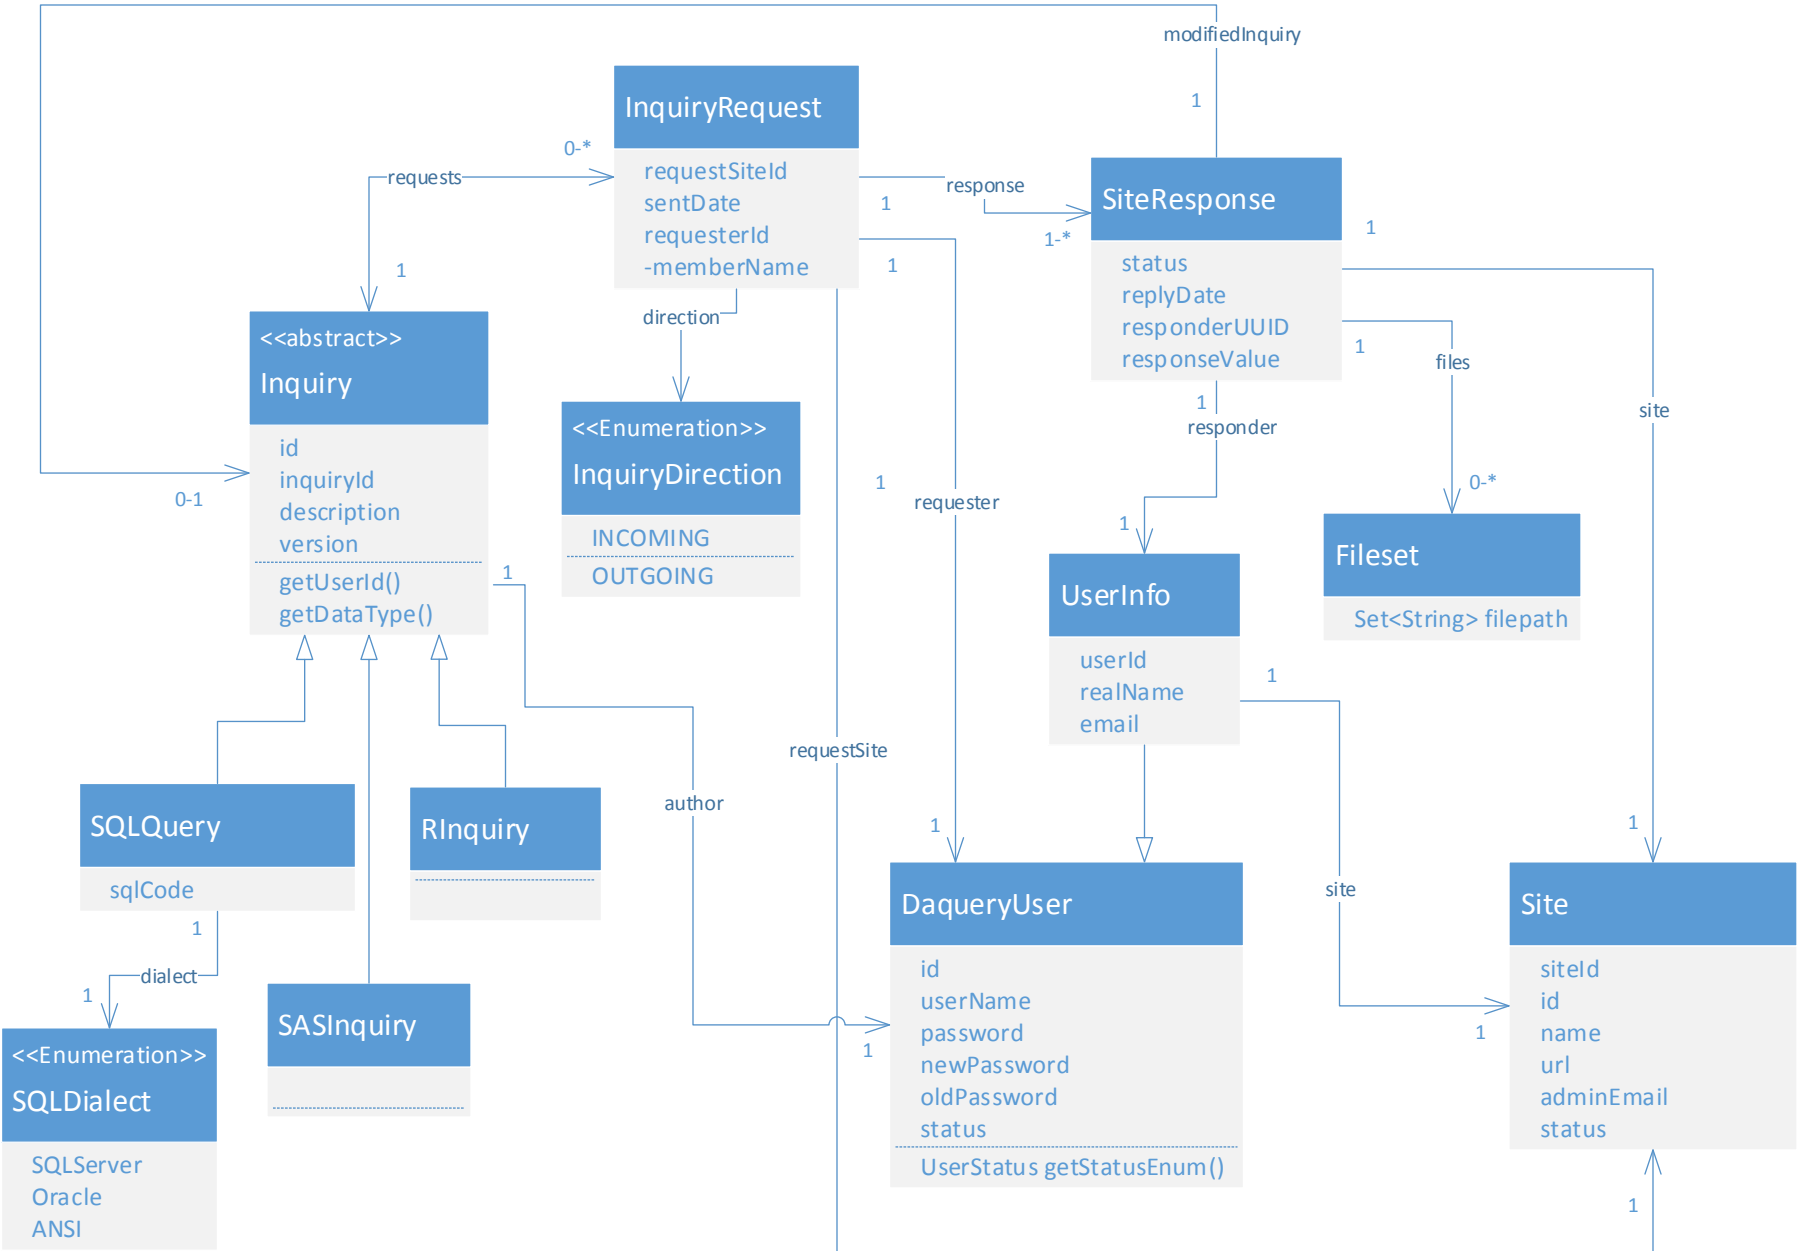 modifiedInquiry
1
InquiryRequest
requestSiteId
sentDate
requesterId
-memberName
0-*
requests
1
response
1
1-*
1
SiteResponse
status
replyDate
responderUUID
responseValue
1
1
files
0-*
site
1
1
responder
1
direction
<<abstract>>
Inquiry
id
inquiryId
description
version
getUserId()
getDataType()
0-1
1
<<Enumeration>>
InquiryDirection
INCOMING
OUTGOING
1
requester
1
Fileset
Set<String> filepath
UserInfo
userId
realName
email
1
site
1
requestSite
author
1
SQLQuery
sqlCode
1
dialect
1
RInquiry
SASInquiry
<<Enumeration>>
SQLDialect
SQLServer
Oracle
ANSI
DaqueryUser
id
userName
password
newPassword
oldPassword
status
UserStatus getStatusEnum()
Site
siteId
id
name
url
adminEmail
status
1